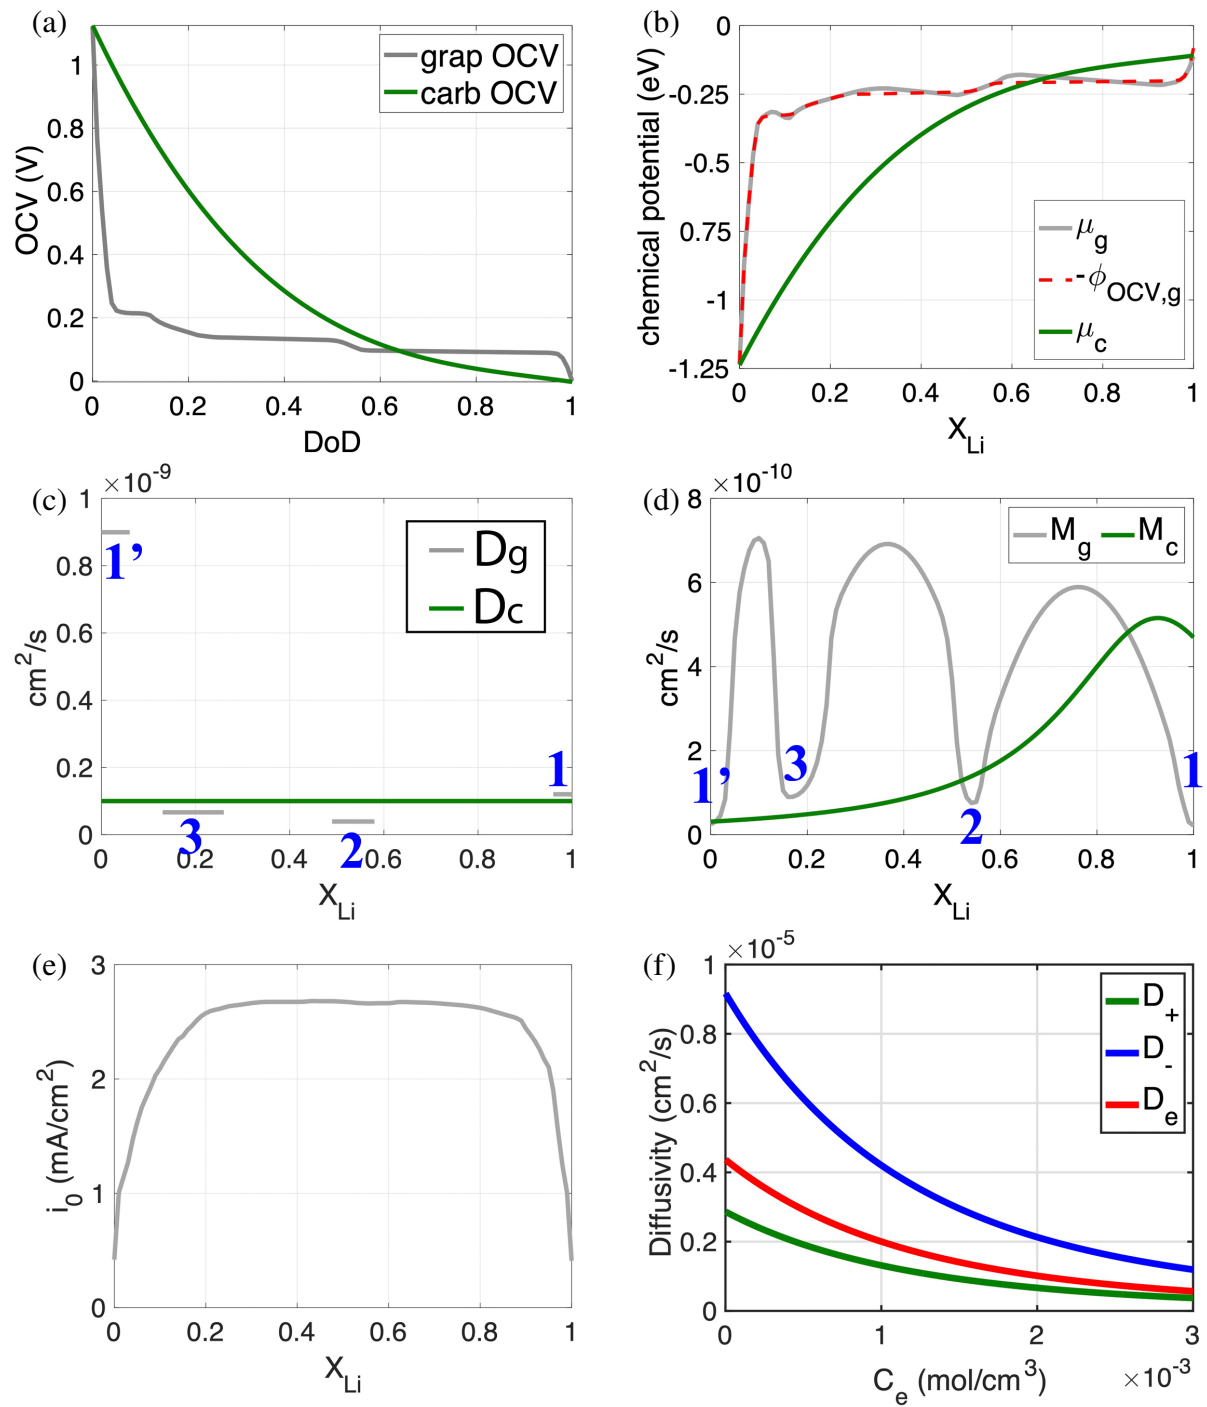 (a)
OCV (V)
1
0.8
0.6
0.4
0.2
0
grap OCV
carb OCV
0 0.2 0.4 0.6 0.8 1
DoD
(b)
chemical potential (eV)
0
-0.25
-0.5
-0.75
-1
-1.25
μg
-ϕOCV,g
μc
0 0.2 0.4 0.6 0.8 1
XLi
(c)
×10-9
cm2/s
1
0.8
0.6
0.4
0.2
0
Dg
Dc
1’
3
2
1
0 0.2 0.4 0.6 0.8 1
XLi
(d)
×10-10
cm2/s
8
6
4
2
0
Mg Mc
1’
3
2
1
0 0.2 0.4 0.6 0.8 1
XLi
(e)
i0 (mA/cm2)
3
2
1
0
0 0.2 0.4 0.6 0.8 1
XLi
(f)
×10-5
Diffusivity (cm2/s)
1
0.8
0.6
0.4
0.2
0
D+
D-
De
0 1 2 3
Ce (mol/cm3) ×10-3